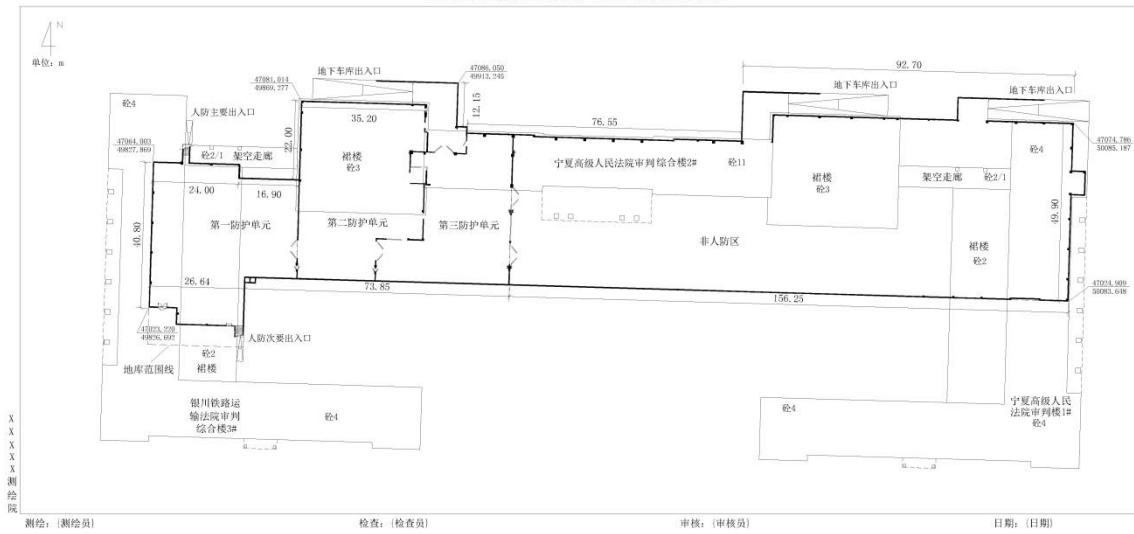 N
单位：m
地下车库出入口
47086.050
49913.245
92.70
47081.014
49869.277
地下车库出入口
地下车库出入口
砼4
人防主要出入口
12.15
35.20
76.55
22.00
47074.786
50085.187
47064.003
49827.869
砼2/1
架空走廊
裙楼
砼3
宁夏高级人民法院审判综合楼2#
砼11
砼4
裙楼
砼3
架空走廊
砼2/1
24.00
16.90
49.90
第一防护单元
第二防护单元
第三防护单元
非人防区
40.80
裙楼
砼2
26.64
73.85
156.25
47024.909
50083.648
47023.220
49826.692
人防次要出入口
砼2
裙楼
地库范围线
银川铁路运
输法院审判
综合楼3#
砼4
砼4
宁夏高级人民
法院审判楼1#
砼4
XXXXX测绘院
测绘：{测绘员}
检查：{检查员}
审核：{审核员}
日期：{日期}